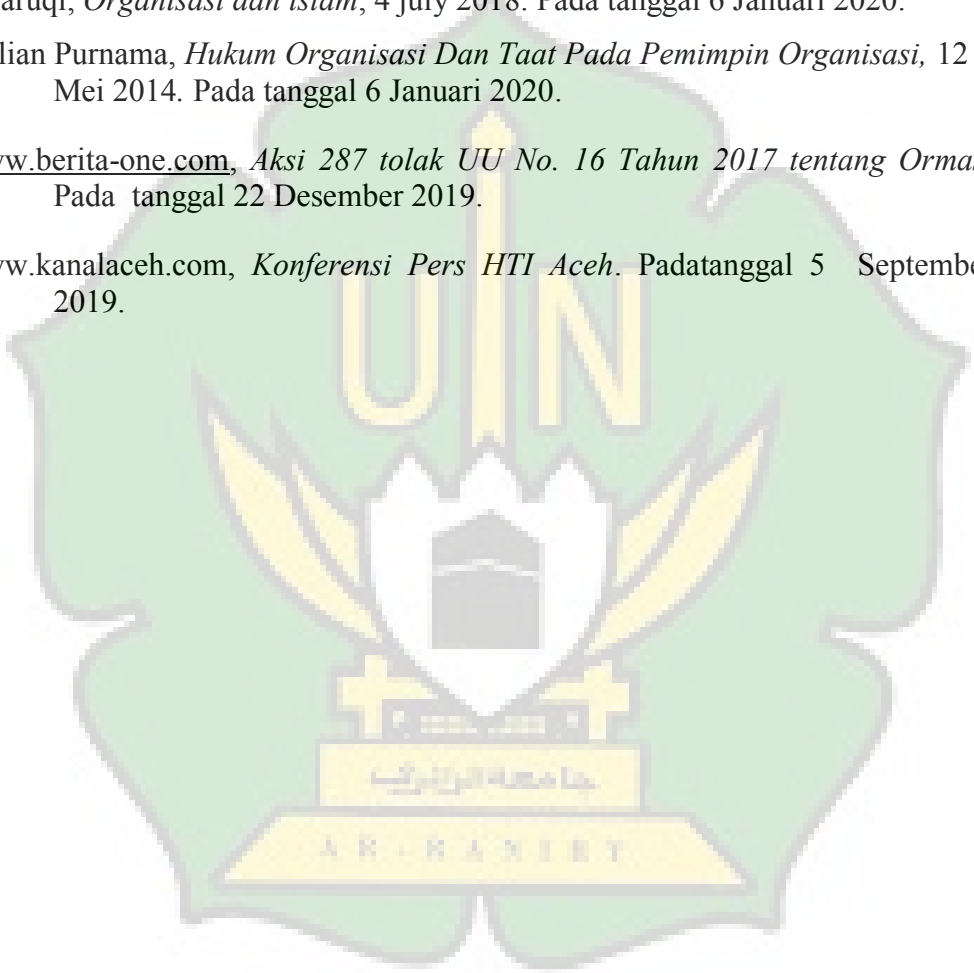 aruqi, Organisasi dan islam, 4 july 2018. Pada tanggal 6 Januari 2020.
lian Purnama, Hukum Organisasi Dan Taat Pada Pemimpin Organisasi, 12
Mei 2014. Pada tanggal 6 Januari 2020.
w.berita-one.com, Aksi 287 tolak UU No. 16 Tahun 2017 tentang Orma
Pada tanggal 22 Desember 2019.
w.kanalaceh.com, Konferensi Pers HTI Aceh. Padatanggal 5 Septembe
2019.
UIN
جامعة الرانيري
AR-RANIRY